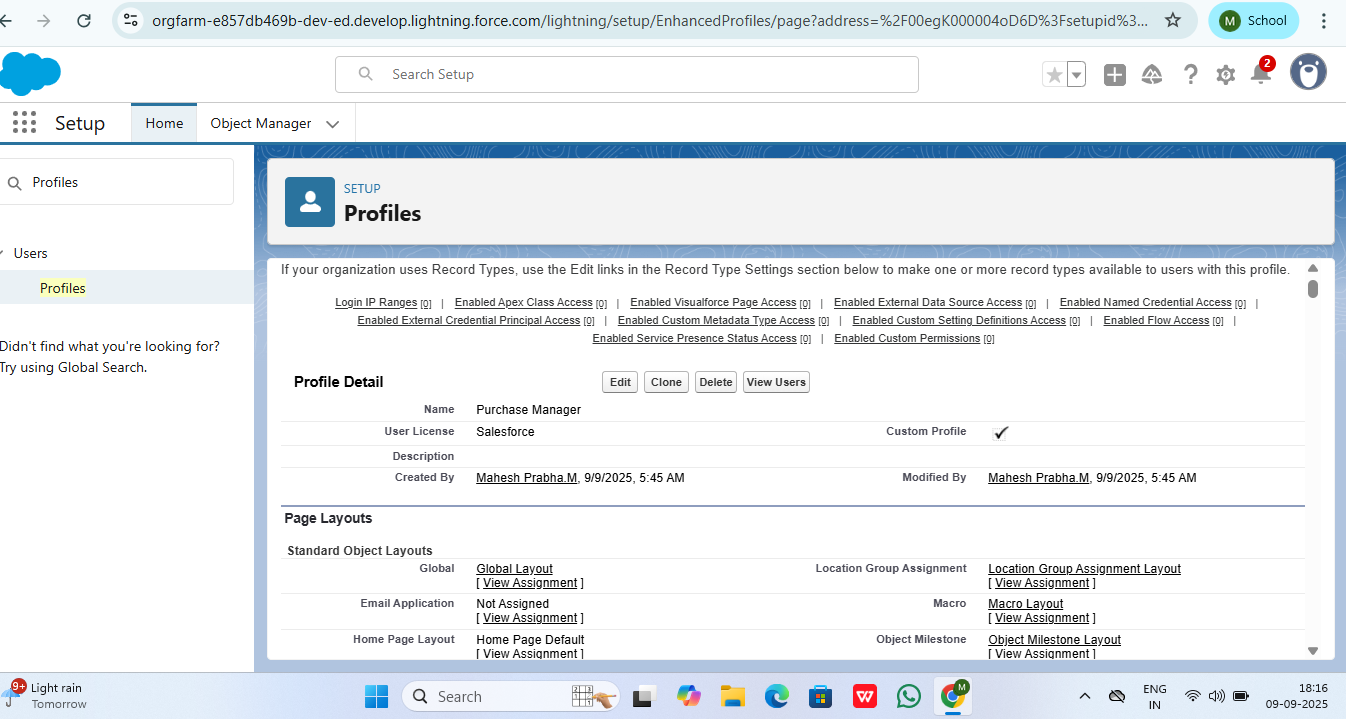 orgfarm-e857db469b-dev-ed.develop.lightning.force.com/lightning/setup/EnhancedProfiles/page?address=%2F00egK000004oD6D%3Fsetupid%3...
M School
Search Setup
2
Setup Home Object Manager
Profiles
Users
Profiles
Didn't find what you're looking for?
Try using Global Search.
SETUP
Profiles
If your organization uses Record Types, use the Edit links in the Record Type Settings section below to make one or more record types available to users with this profile.
Login IP Ranges [0] | Enabled Apex Class Access [0] | Enabled Visualforce Page Access [0] | Enabled External Data Source Access [0] | Enabled Named Credential Access [0] |
Enabled External Credential Principal Access [0] | Enabled Custom Metadata Type Access [0] | Enabled Custom Setting Definitions Access [0] | Enabled Flow Access [0] |
Enabled Service Presence Status Access [0] | Enabled Custom Permissions [0]
Profile Detail Edit Clone Delete View Users
Name Purchase Manager
User License Salesforce Custom Profile ✓
Description
Created By Mahesh Prabha.M, 9/9/2025, 5:45 AM Modified By Mahesh Prabha.M, 9/9/2025, 5:45 AM
Page Layouts
Standard Object Layouts
Global Global Layout Location Group Assignment Location Group Assignment Layout
[ View Assignment ] [ View Assignment ]
Email Application Not Assigned Macro Macro Layout
[ View Assignment ] [ View Assignment ]
Home Page Layout Home Page Default Object Milestone Object Milestone Layout
[ View Assignment ] [ View Assignment ]
9+ Light rain
Tomorrow
Search
W
M
ENG
IN
18:16
09-09-2025